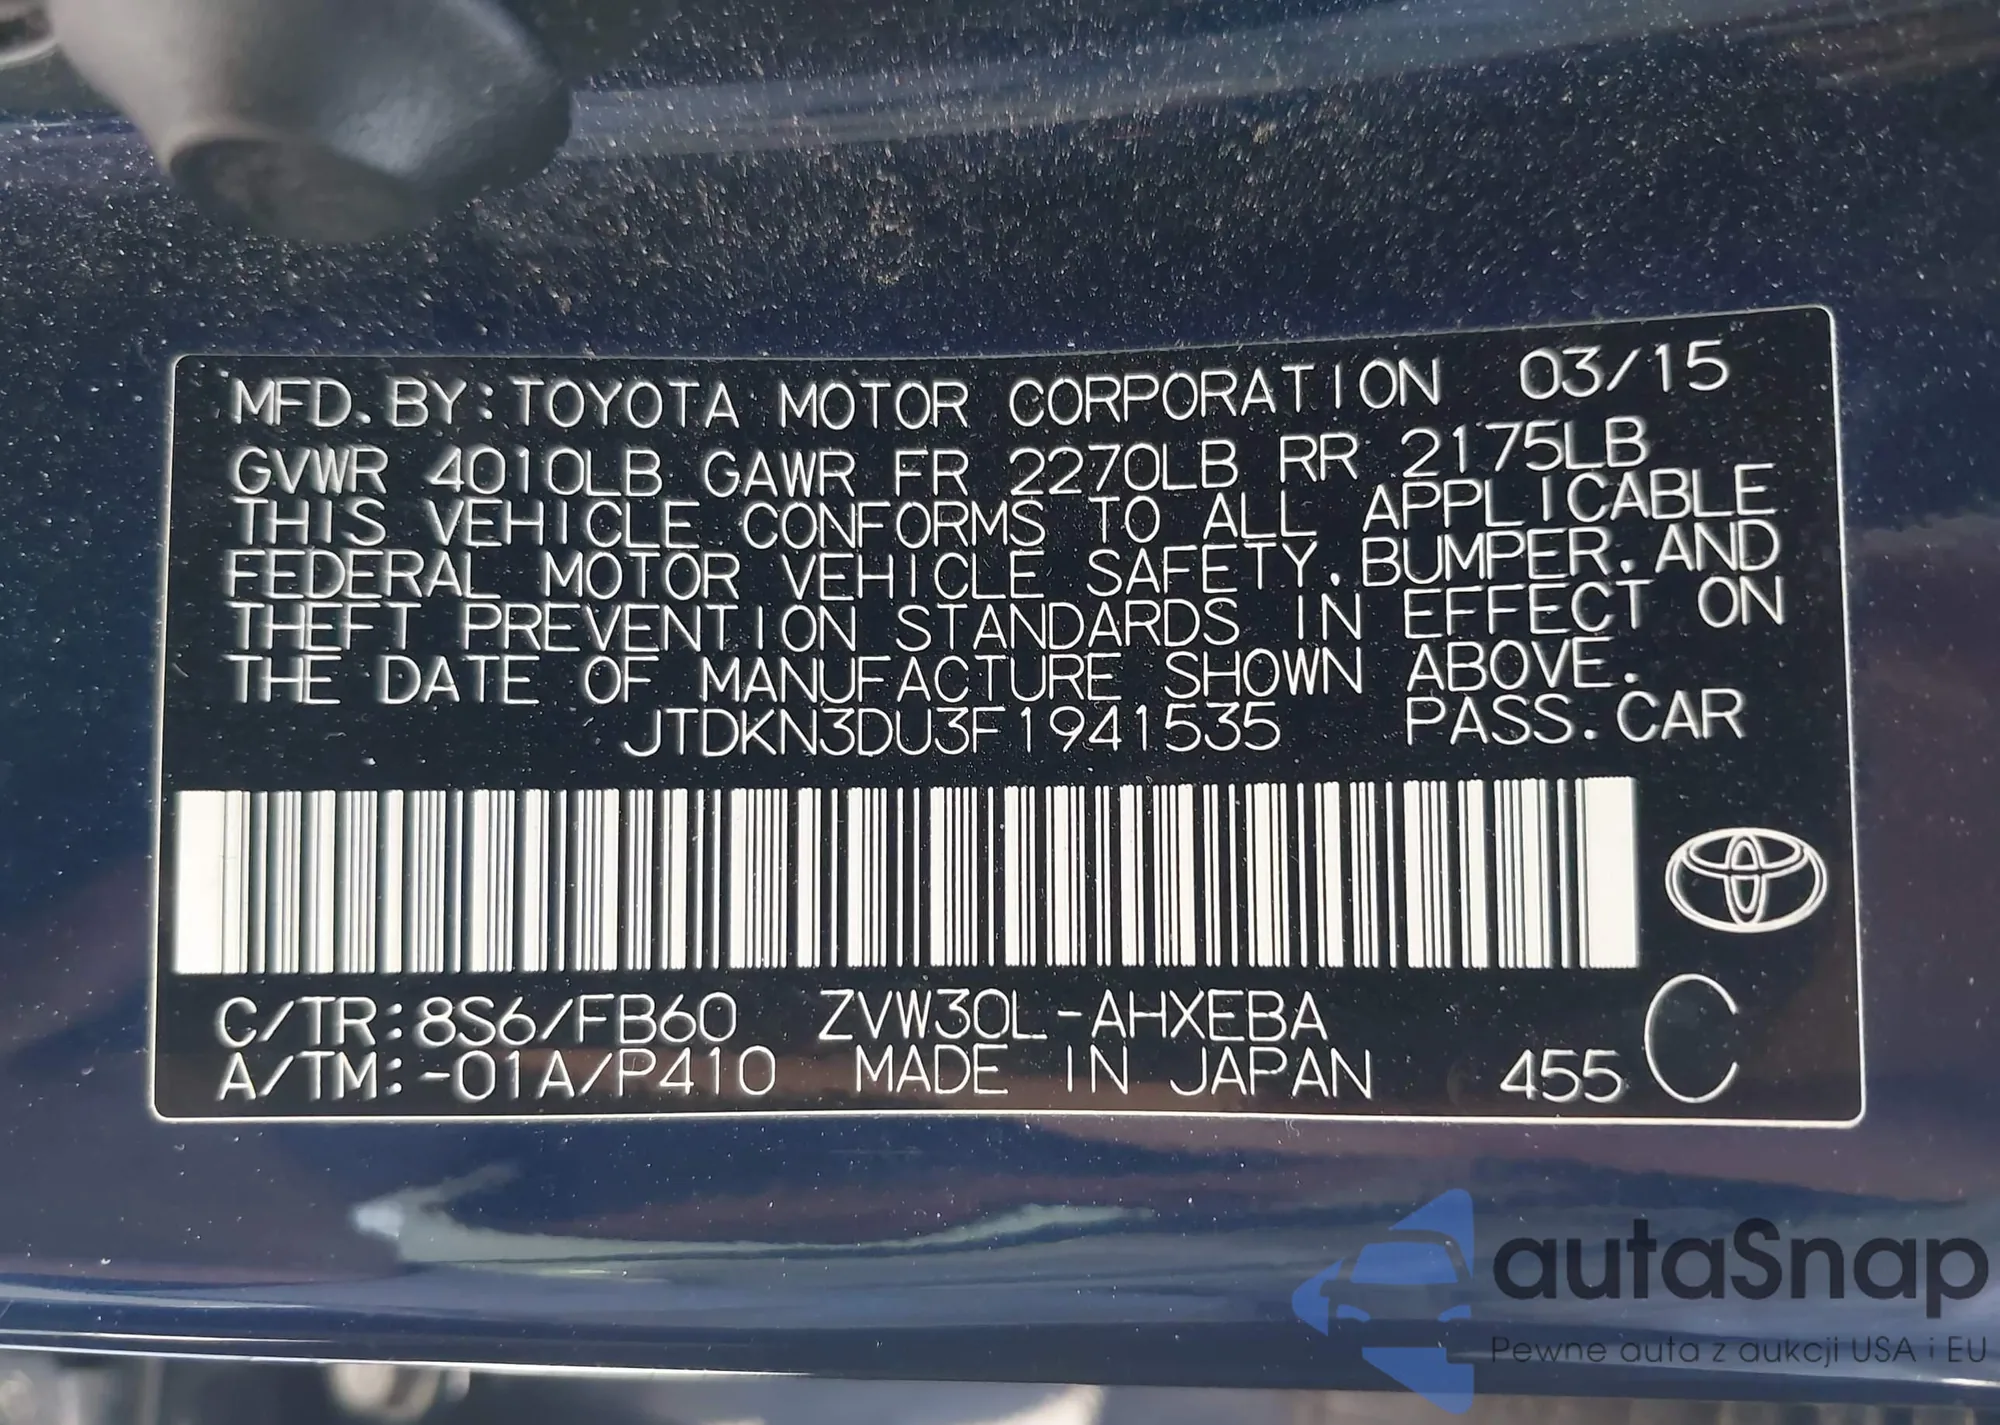 MFD. BY: TOYOTA MOTOR CORPORATION 03/15
GVWR 4010LB GAWR FR 2270LB RR 2175LB
THIS VEHICLE CONFORMS TO ALL APPLICABLE
FEDERAL MOTOR VEHICLE SAFETY, BUMPER, AND
THEFT PREVENTION STANDARDS IN EFFECT ON
THE DATE OF MANUFACTURE SHOWN ABOVE.
JTDKN3DU3F1941535 PASS. CAR
C/TR: 8S6/FB60 ZVW30L-AHXEBA
A/TM: -01A/P410 MADE IN JAPAN 455 C
autaSnap
Pewne auta z aukcji USA i EU